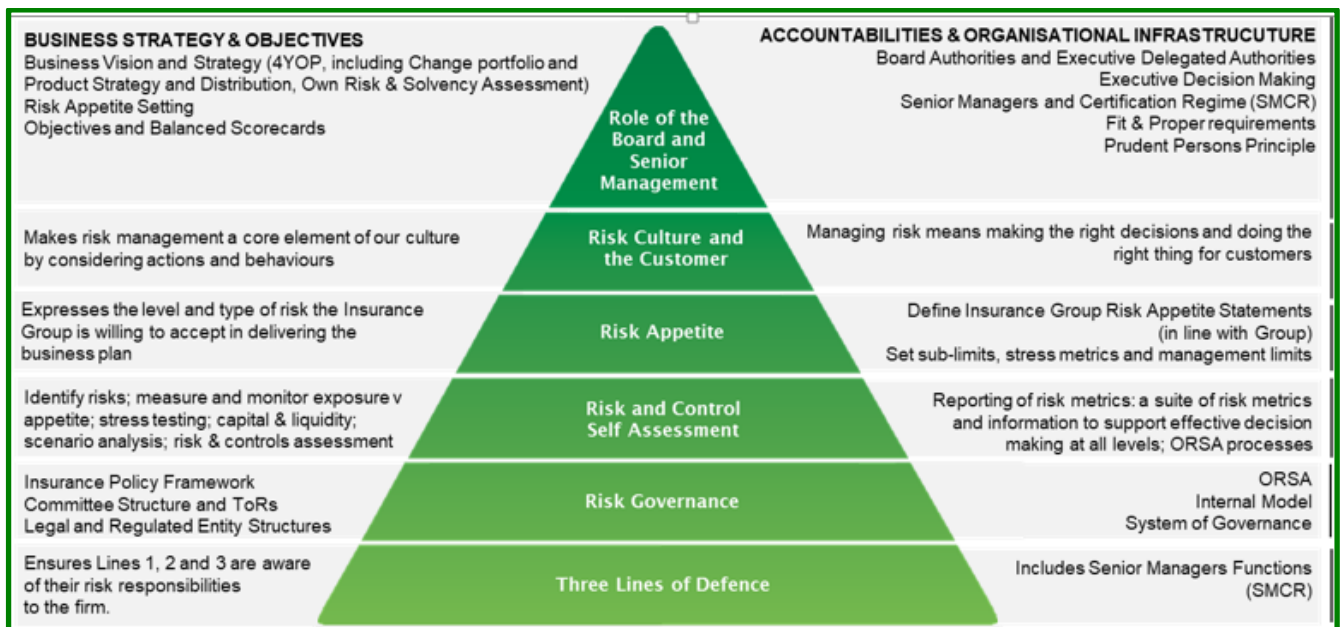 BUSINESS STRATEGY & OBJECTIVES
Business Vision and Strategy (4YOP, including Change portfolio and
Product Strategy and Distribution, Own Risk & Solvency Assessment)
Risk Appetite Setting
Objectives and Balanced Scorecards
Role of the
Board and
Senior
Management
ACCOUNTABILITIES & ORGANISATIONAL INFRASTRUCUTURE
Board Authorities and Executive Delegated Authorities
Executive Decision Making
Senior Managers and Certification Regime (SMCR)
Fit & Proper requirements
Prudent Persons Principle
Makes risk management a core element of our culture
by considering actions and behaviours
Risk Culture and
the Customer
Managing risk means making the right decisions and doing the
right thing for customers
Expresses the level and type of risk the Insurance
Group is willing to accept in delivering the
business plan
Risk Appetite
Define Insurance Group Risk Appetite Statements
(in line with Group)
Set sub-limits, stress metrics and management limits
Identify risks; measure and monitor exposure v
appetite; stress testing; capital & liquidity;
scenario analysis; risk & controls assessment
Risk and Control
Self Assessment
Reporting of risk metrics: a suite of risk metrics
and information to support effective decision
making at all levels; ORSA processes
Insurance Policy Framework
Committee Structure and ToRs
Legal and Regulated Entity Structures
Risk Governance
ORSA
Internal Model
System of Governance
Ensures Lines 1, 2 and 3 are aware
of their risk responsibilities
to the firm.
Three Lines of Defence
Includes Senior Managers Functions
(SMCR)